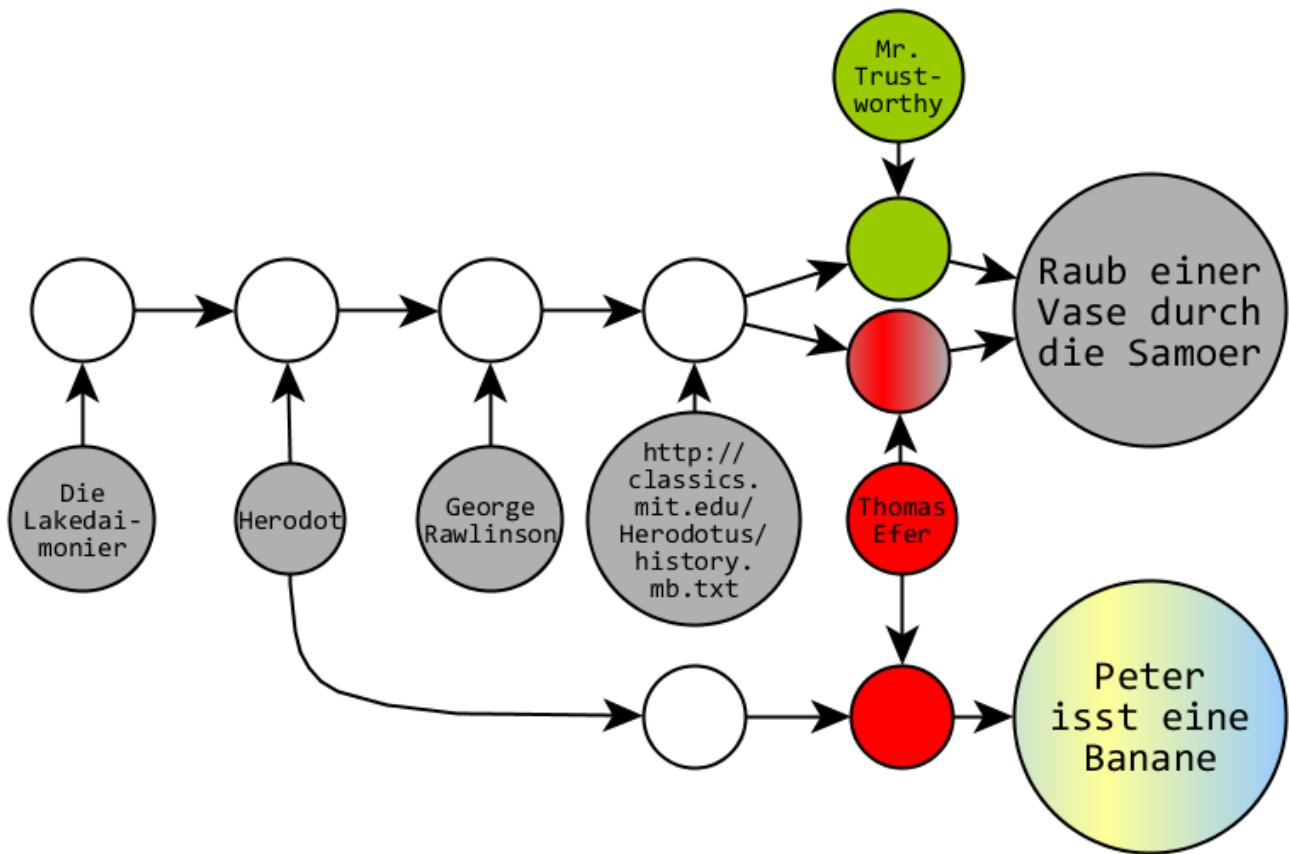 Mr.
Trust-
worthy
Raub einer
Vase durch
die Samoer
Die
Lakedai-
monier
Herodot
George
Rawlinson
http://
classics.
mit.edu/
Herodotus/
history.
mb.txt
Thomas
Efer
Peter
isst eine
Banane